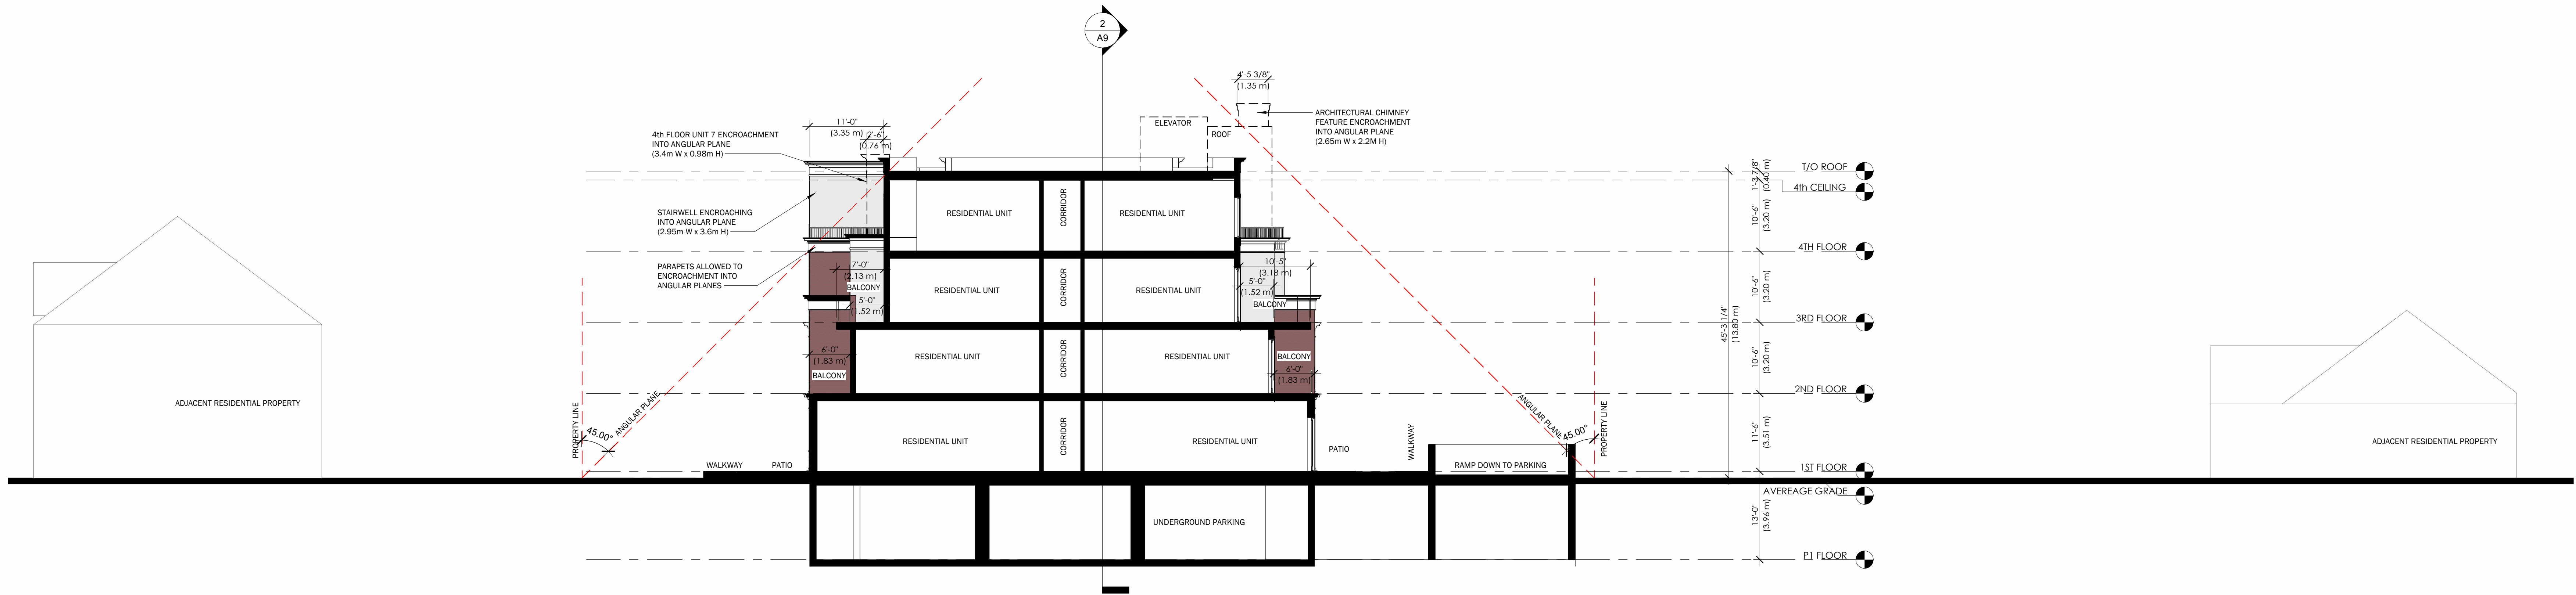 2
A9
4'-5 3/8"
(1.35 m)
ARCHITECTURAL CHIMNEY
FEATURE ENCROACHMENT
INTO ANGULAR PLANE
(2.65m W x 2.2M H)
ELEVATOR
ROOF
11'-0"
(3.35 m)
2'-6"
(0.76 m)
4th FLOOR UNIT 7 ENCROACHMENT
INTO ANGULAR PLANE
(3.4m W x 0.98m H)
STAIRWELL ENCROACHING
INTO ANGULAR PLANE
(2.95m W x 3.6m H)
PARAPETS ALLOWED TO
ENCROACHMENT INTO
ANGULAR PLANES
RESIDENTIAL UNIT
CORRIDOR
RESIDENTIAL UNIT
7'-0"
(2.13 m)
BALCONY
5'-0"
(1.52 m)
RESIDENTIAL UNIT
CORRIDOR
RESIDENTIAL UNIT
10'-5"
(3.18 m)
5'-0"
(1.52 m)
BALCONY
6'-0"
(1.83 m)
BALCONY
RESIDENTIAL UNIT
CORRIDOR
RESIDENTIAL UNIT
BALCONY
6'-0"
(1.83 m)
RESIDENTIAL UNIT
CORRIDOR
RESIDENTIAL UNIT
PROPERTY LINE
45.00°
ANGULAR PLANE
WALKWAY
PATIO
PATIO
WALKWAY
RAMP DOWN TO PARKING
ANGULAR PLANE
45.00°
PROPERTY LINE
UNDERGROUND PARKING
ADJACENT RESIDENTIAL PROPERTY
ADJACENT RESIDENTIAL PROPERTY
45'-3 1/4"
(13.80 m)
1'-3 7/8"
(0.40 m)
10'-6"
(3.20 m)
10'-6"
(3.20 m)
10'-6"
(3.20 m)
11'-6"
(3.51 m)
13'-0"
(3.96 m)
T/O ROOF
4th CEILING
4TH FLOOR
3RD FLOOR
2ND FLOOR
1ST FLOOR
AVEREAGE GRADE
P1 FLOOR